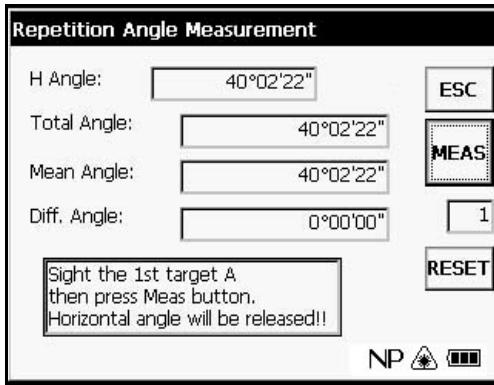 Repetition Angle Measurement
H Angle: 40°02'22"
ESC
Total Angle: 40°02'22"
MEAS
Mean Angle: 40°02'22"
Diff. Angle: 0°00'00"
1
Sight the 1st target A
then press Meas button.
Horizontal angle will be released!!
RESET
NP